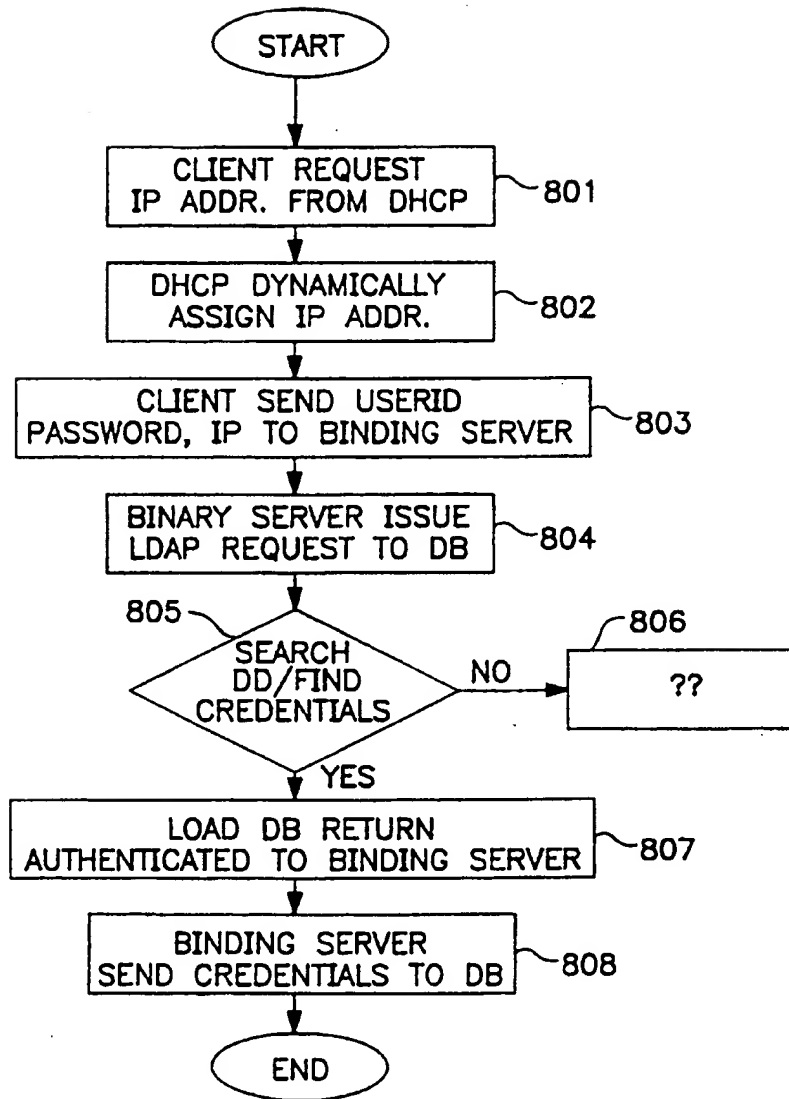 START
CLIENT REQUEST
IP ADDR. FROM DHCP
801
DHCP DYNAMICALLY
ASSIGN IP ADDR.
802
CLIENT SEND USERID
PASSWORD, IP TO BINDING SERVER
803
BINARY SERVER ISSUE
LDAP REQUEST TO DB
804
805
SEARCH
DD/FIND
CREDENTIALS
NO
806
??
YES
LOAD DB RETURN
AUTHENTICATED TO BINDING SERVER
807
BINDING SERVER
SEND CREDENTIALS TO DB
808
END